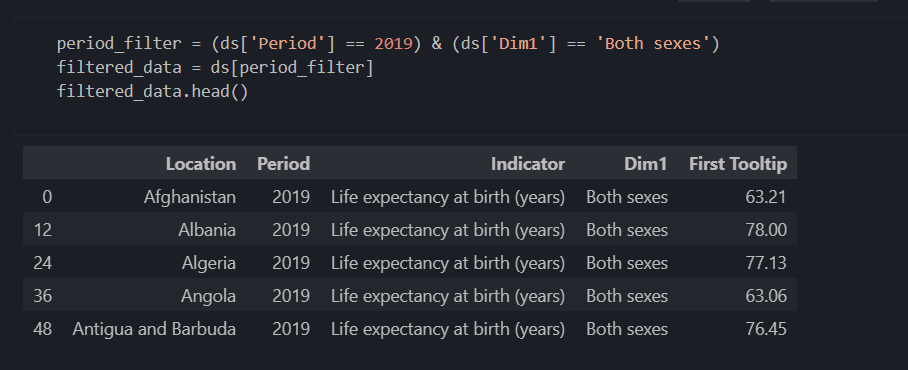 period_filter = (ds['Period'] == 2019) & (ds['Dim1'] == 'Both sexes')
filtered_data = ds[period_filter]
filtered_data.head()
Location Period Indicator Dim1 First Tooltip
0 Afghanistan 2019 Life expectancy at birth (years) Both sexes 63.21
12 Albania 2019 Life expectancy at birth (years) Both sexes 78.00
24 Algeria 2019 Life expectancy at birth (years) Both sexes 77.13
36 Angola 2019 Life expectancy at birth (years) Both sexes 63.06
48 Antigua and Barbuda 2019 Life expectancy at birth (years) Both sexes 76.45